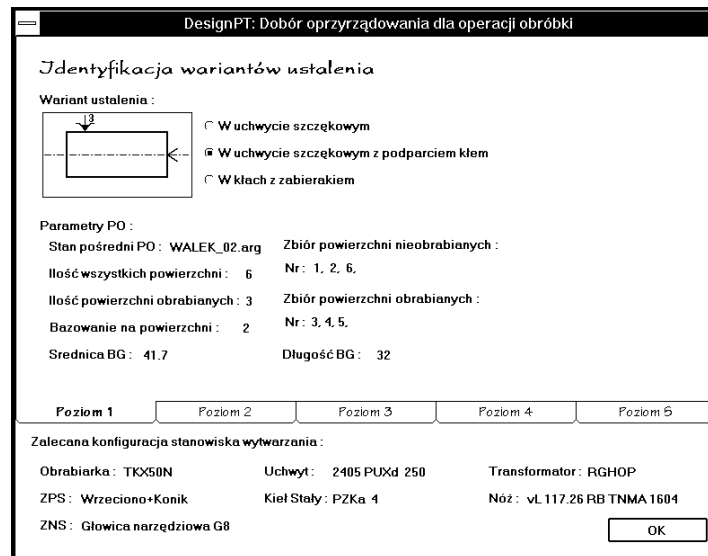 DesignPT: Dobór oprzyrządowania dla operacji obróbki
Identyfikacja wariantów ustalenia
Wariant ustalenia :
3
W uchwycie szczękowym
W uchwycie szczękowym z podparciem kłem
W kłach z zabierakiem
Parametry PO :
Stan pośredni PO : WALEK_02.arg
Zbiór powierzchni nieobrabianych :
Ilość wszystkich powierzchni : 6
Nr : 1, 2, 6,
Ilość powierzchni obrabianych : 3
Zbiór powierzchni obrabianych :
Bazowanie na powierzchni : 2
Nr : 3, 4, 5,
Srednica BG : 41.7
Długość BG : 32
Poziom 1 Poziom 2 Poziom 3 Poziom 4 Poziom 5
Zalecana konfiguracja stanowiska wytwarzania :
Obrabiarka : TKX50N Uchwyt : 2405 PUXd 250 Transformator : RGHOP
ZPS : Wrzeciono+Konik Kieł Stały : PZKa 4 Nóż : vL 117.26 RB TNMA 1604
ZNS : Głowica narzędziowa G8
OK